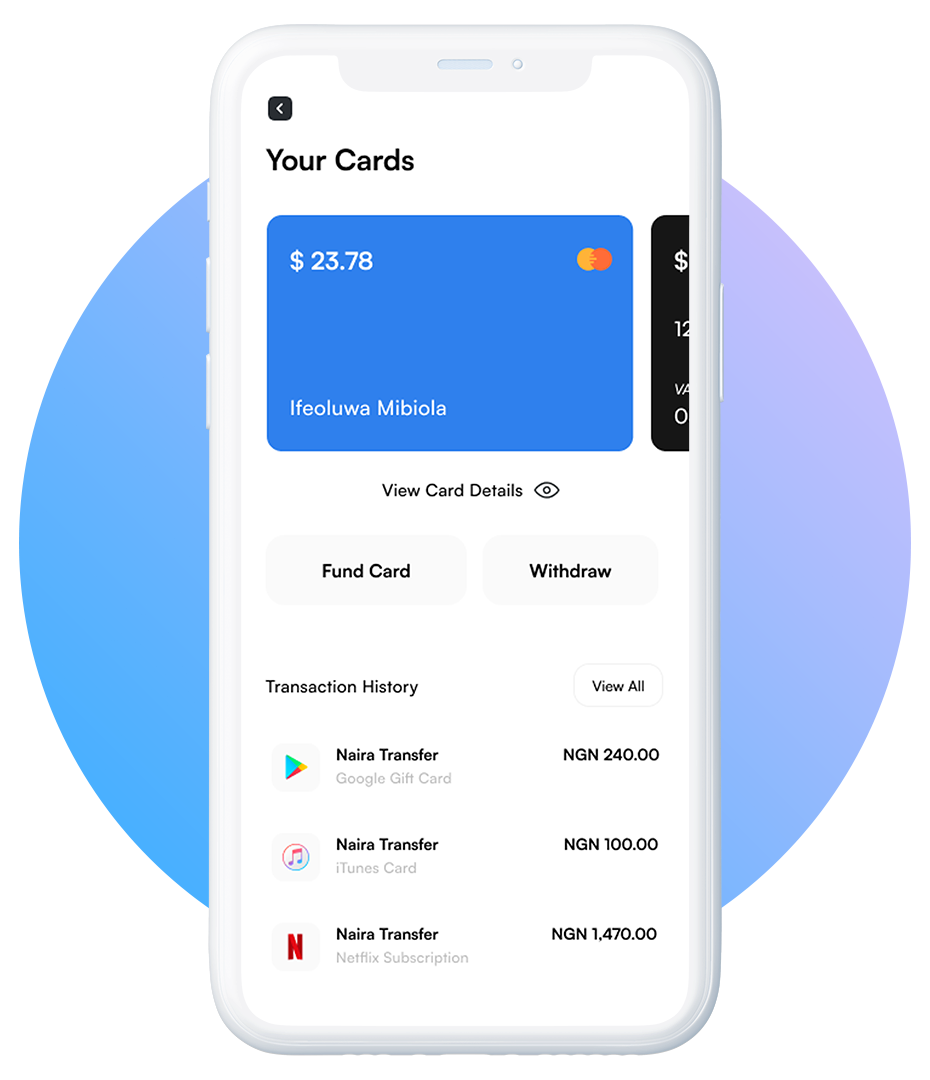 Your Cards
$ 23.78
$
12
Ifeoluwa Mibiola
VA
0
View Card Details
Fund Card
Withdraw
Transaction History
View All
Naira Transfer
NGN 240.00
Google Gift Card
Naira Transfer
NGN 100.00
iTunes Card
Naira Transfer
NGN 1,470.00
Netflix Subscription